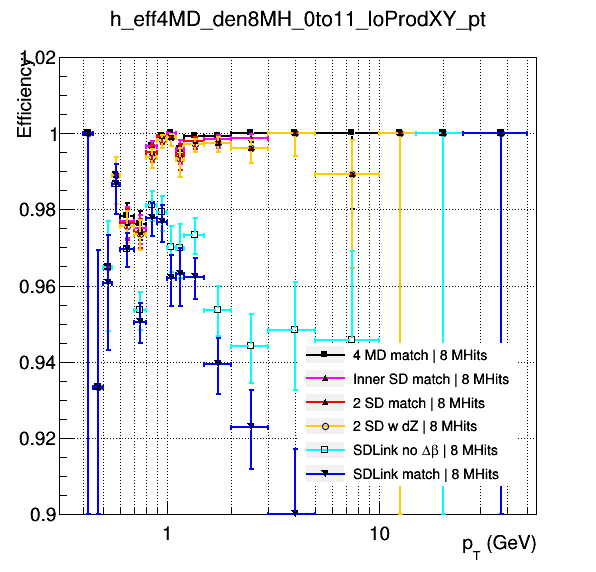 h_eff4MD_den8MH_0to11_loProdXY_pt
Efficiency
1.02
1
0.98
0.96
0.94
0.92
0.9
4 MD match | 8 MHits
Inner SD match | 8 MHits
2 SD match | 8 MHits
2 SD w dZ | 8 MHits
SDLink no Δβ | 8 MHits
SDLink match | 8 MHits
1
10
p_T (GeV)